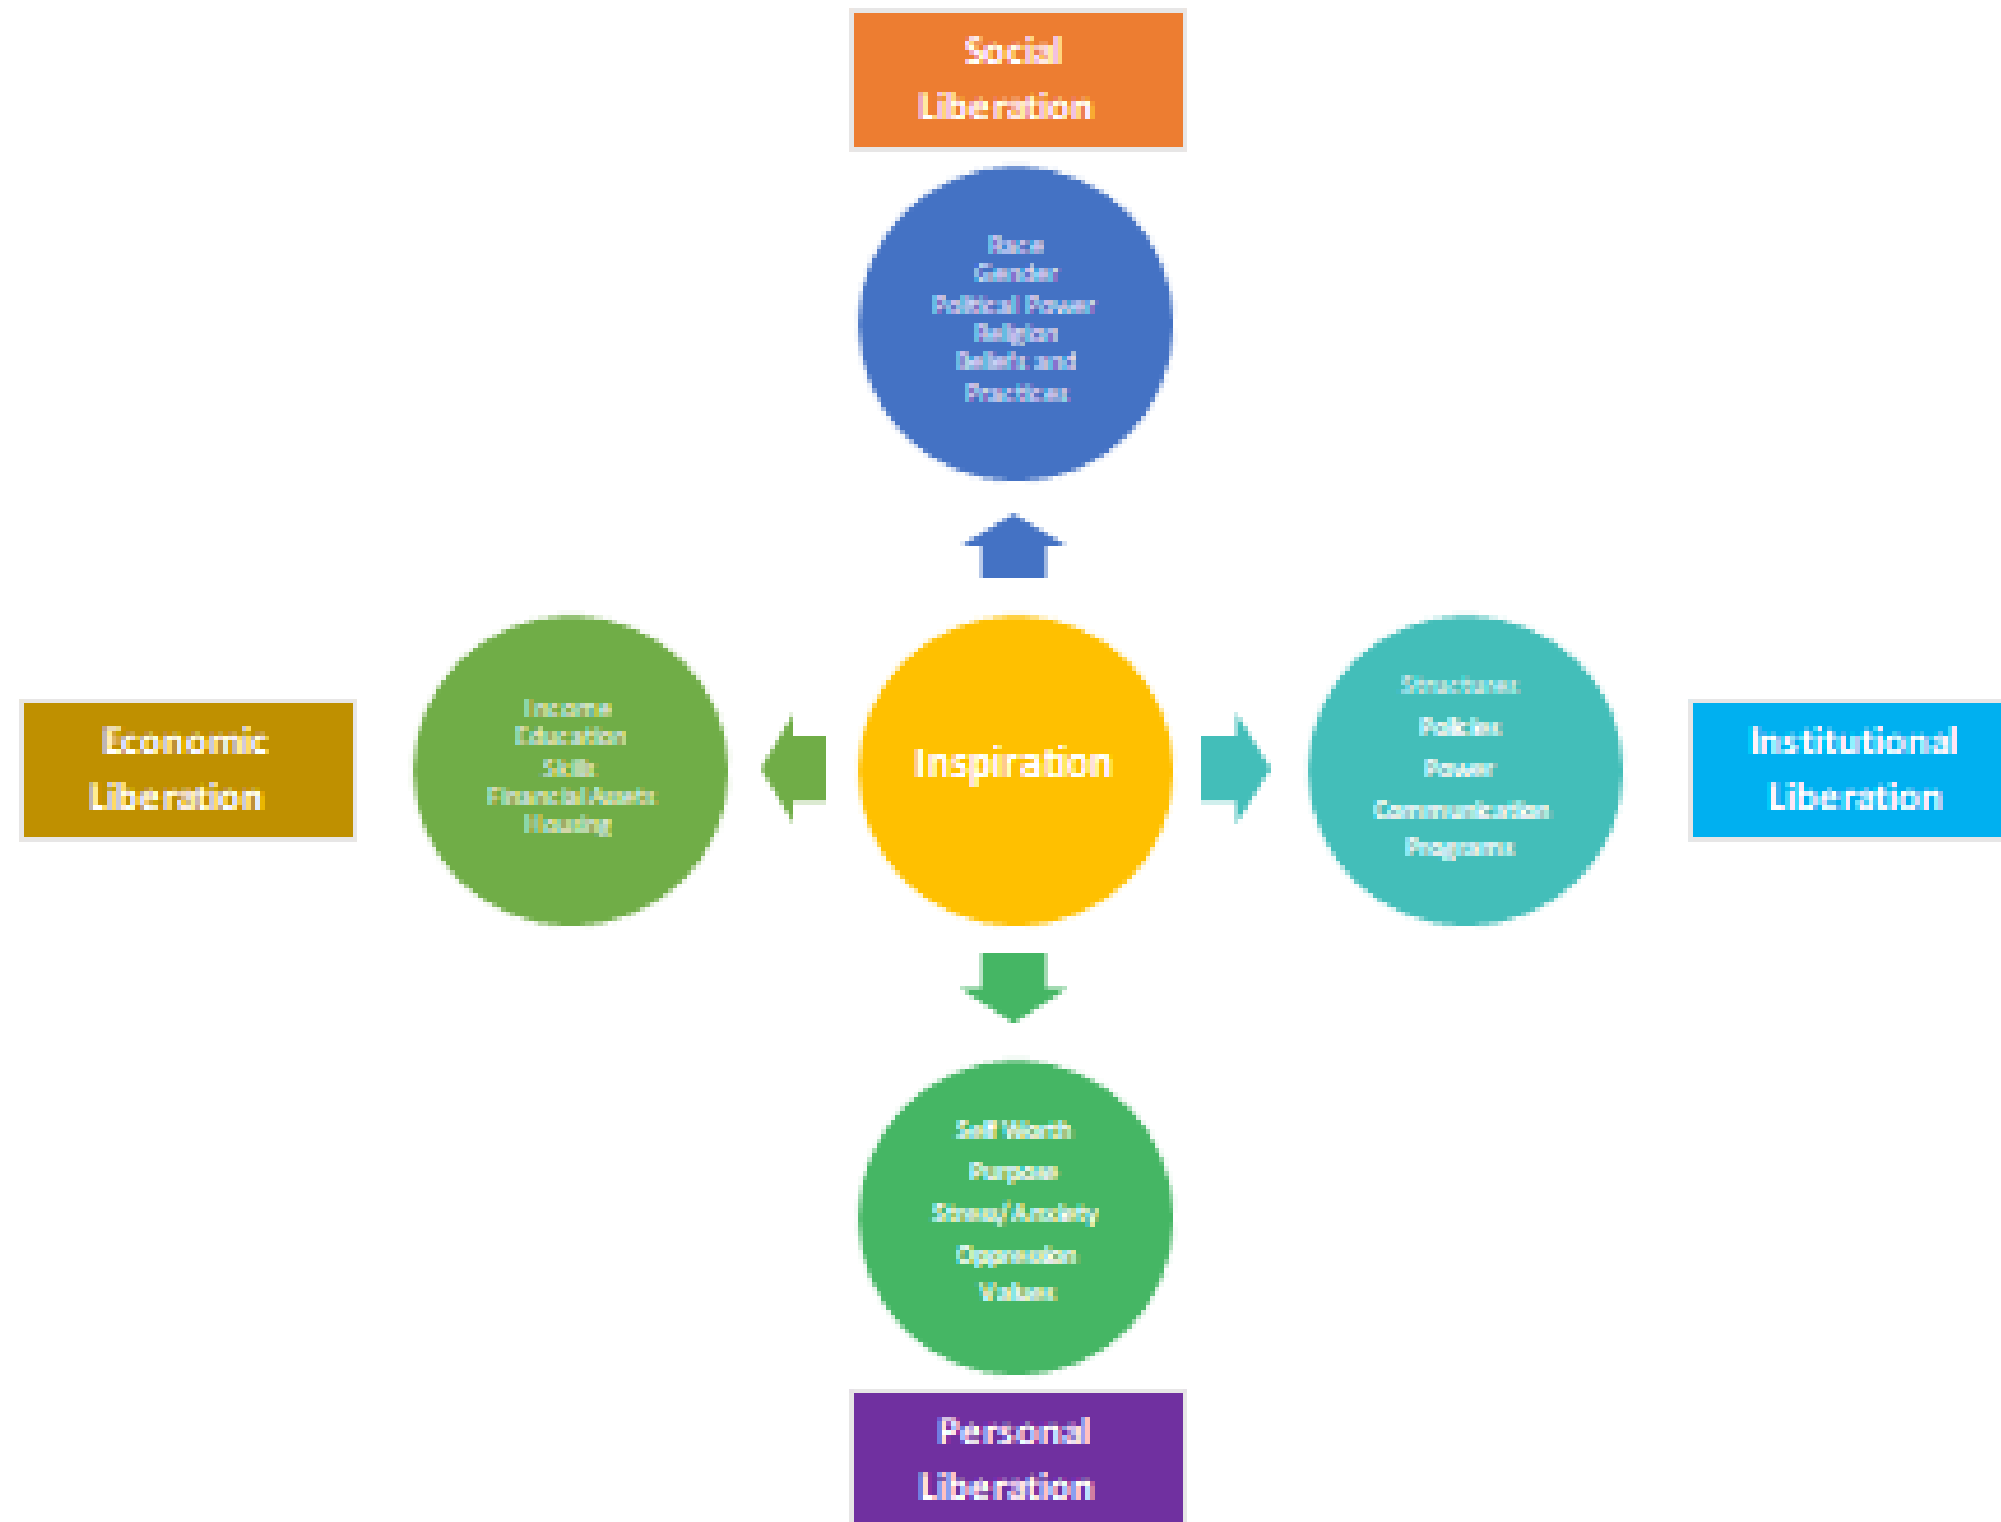 Social
Liberation
Race
Gender
Political Power
Religion
Beliefs and
Practices
Economic
Liberation
Income
Education
Skills
Financial Assets
Housing
Inspiration
Structures
Policies
Power
Communication
Programs
Institutional
Liberation
Self Worth
Purpose
Stress/Anxiety
Oppression
Values
Personal
Liberation